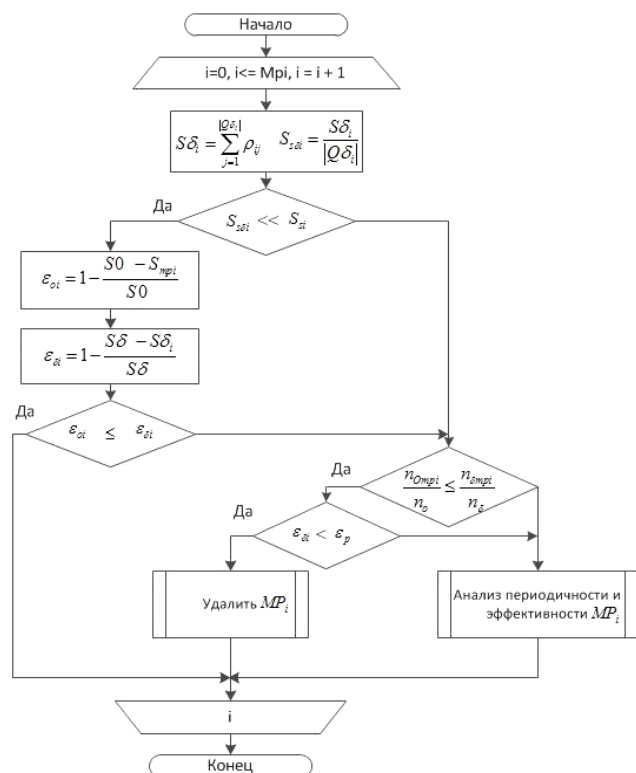 Начало
i=0, i<= Mpi, i = i + 1
Sδ_i = ∑_{j=1}^{|Qδ_i|} ρ_ij   S_sδi = Sδ_i / |Qδ_i|
Да
S_sδi << S_si
ε_oi = 1 − (S0 − S_mpi) / S0
ε_δi = 1 − (Sδ − Sδ_i) / Sδ
Да
ε_oi ≤ ε_δi
Да
n_Ompi / n_o ≤ n_δmpi / n_δ
Да
ε_δi < ε_p
Удалить MP_i
Анализ периодичности и
эффективности MP_i
i
Конец